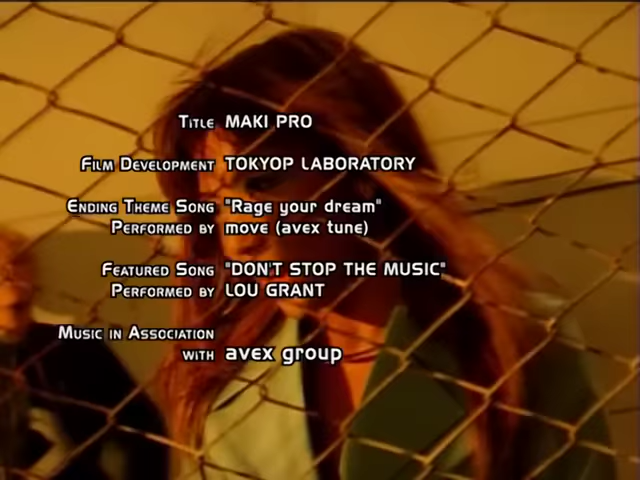 Title MAKI PRO
Film Development TOKYOP LABORATORY
Ending Theme Song "Rage your dream"
Performed by move (avex tune)
Featured Song "DON'T STOP THE MUSIC"
Performed by LOU GRANT
Music in Association
with avex group